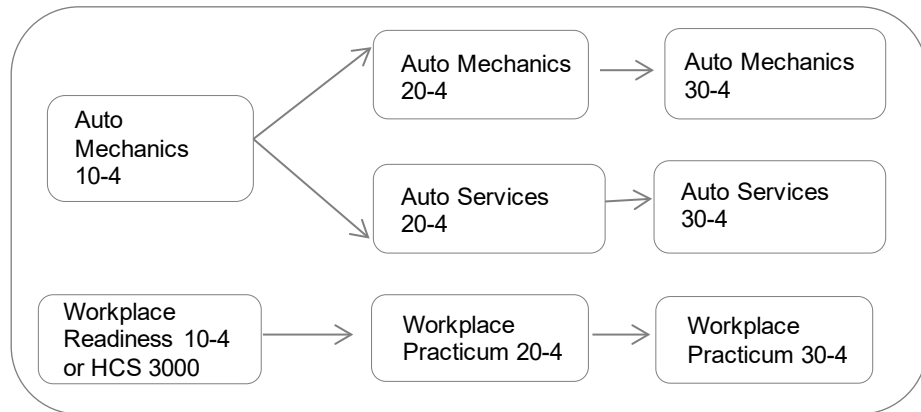 Auto Mechanics
20-4
Auto Mechanics
30-4
Auto
Mechanics
10-4
Auto Services
20-4
Auto Services
30-4
Workplace
Readiness 10-4
or HCS 3000
Workplace
Practicum 20-4
Workplace
Practicum 30-4